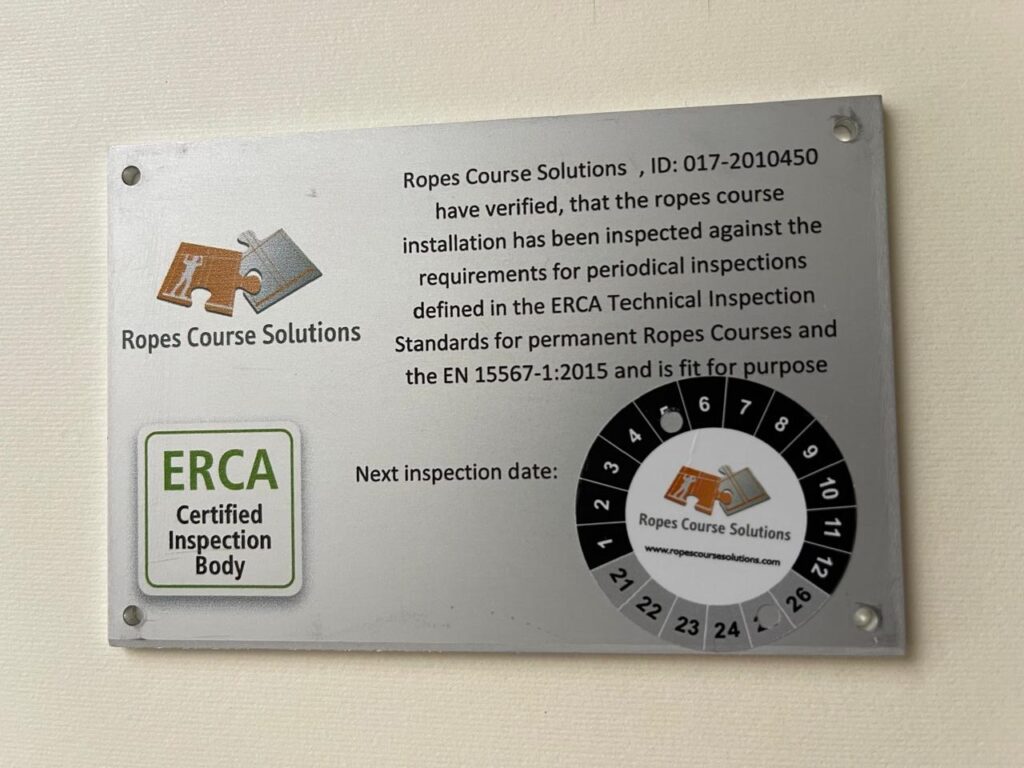 Ropes Course Solutions , ID: 017-2010450
have verified, that the ropes course
installation has been inspected against the
requirements for periodical inspections
defined in the ERCA Technical Inspection
Standards for permanent Ropes Courses and
the EN 15567-1:2015 and is fit for purpose
Ropes Course Solutions
ERCA
Certified
Inspection
Body
Next inspection date:
1 2 3 4 5 6 7 8 9 10 11 12
21 22 23 24 26
Ropes Course Solutions
www.ropescoursesolutions.com